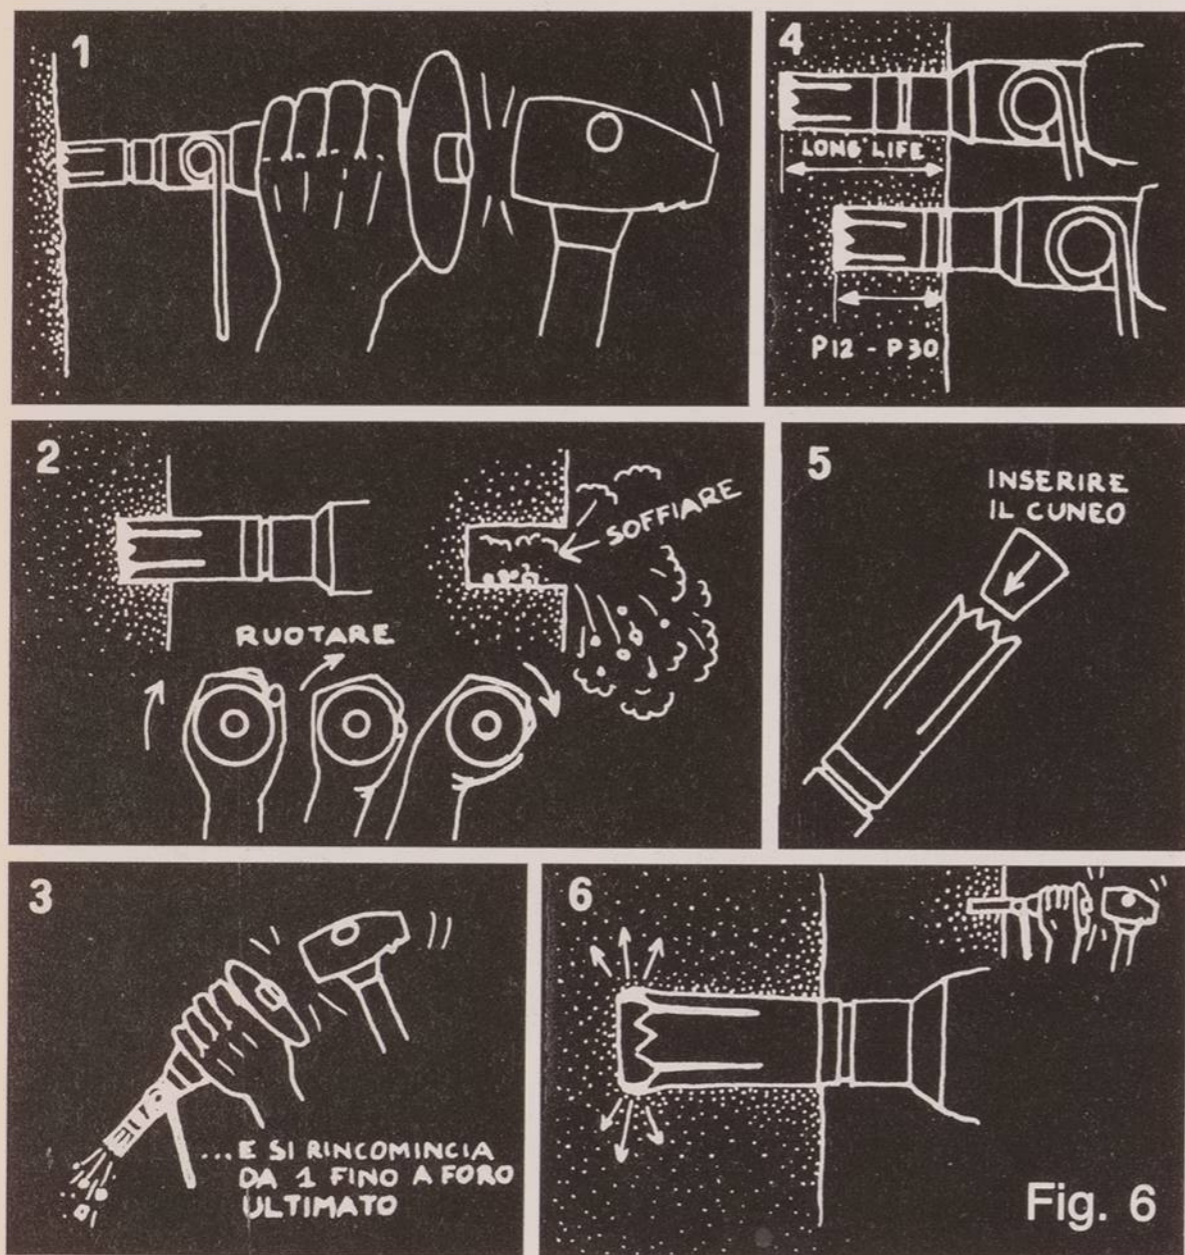 1
2
RUOTARE
SOFFIARE
3
...E SI RINCOMINCIA
DA 1 FINO A FORO
ULTIMATO
4
LONG LIFE
P12 - P30
5
INSERIRE
IL CUNEO
6
Fig. 6